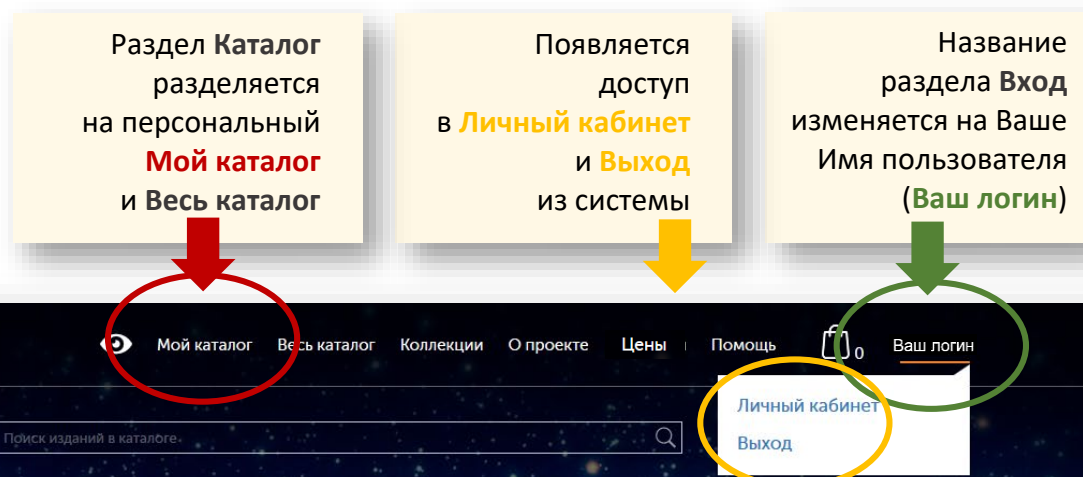 Раздел Каталог
разделяется
на персональный
Мой каталог
и Весь каталог
Появляется
доступ
в Личный кабинет
и Выход
из системы
Название
раздела Вход
изменяется на Ваше
Имя пользователя
(Ваш логин)
Мой каталог Весь каталог Коллекции О проекте Цены Помощь 0 Ваш логин
Поиск изданий в каталоге
Личный кабинет
Выход